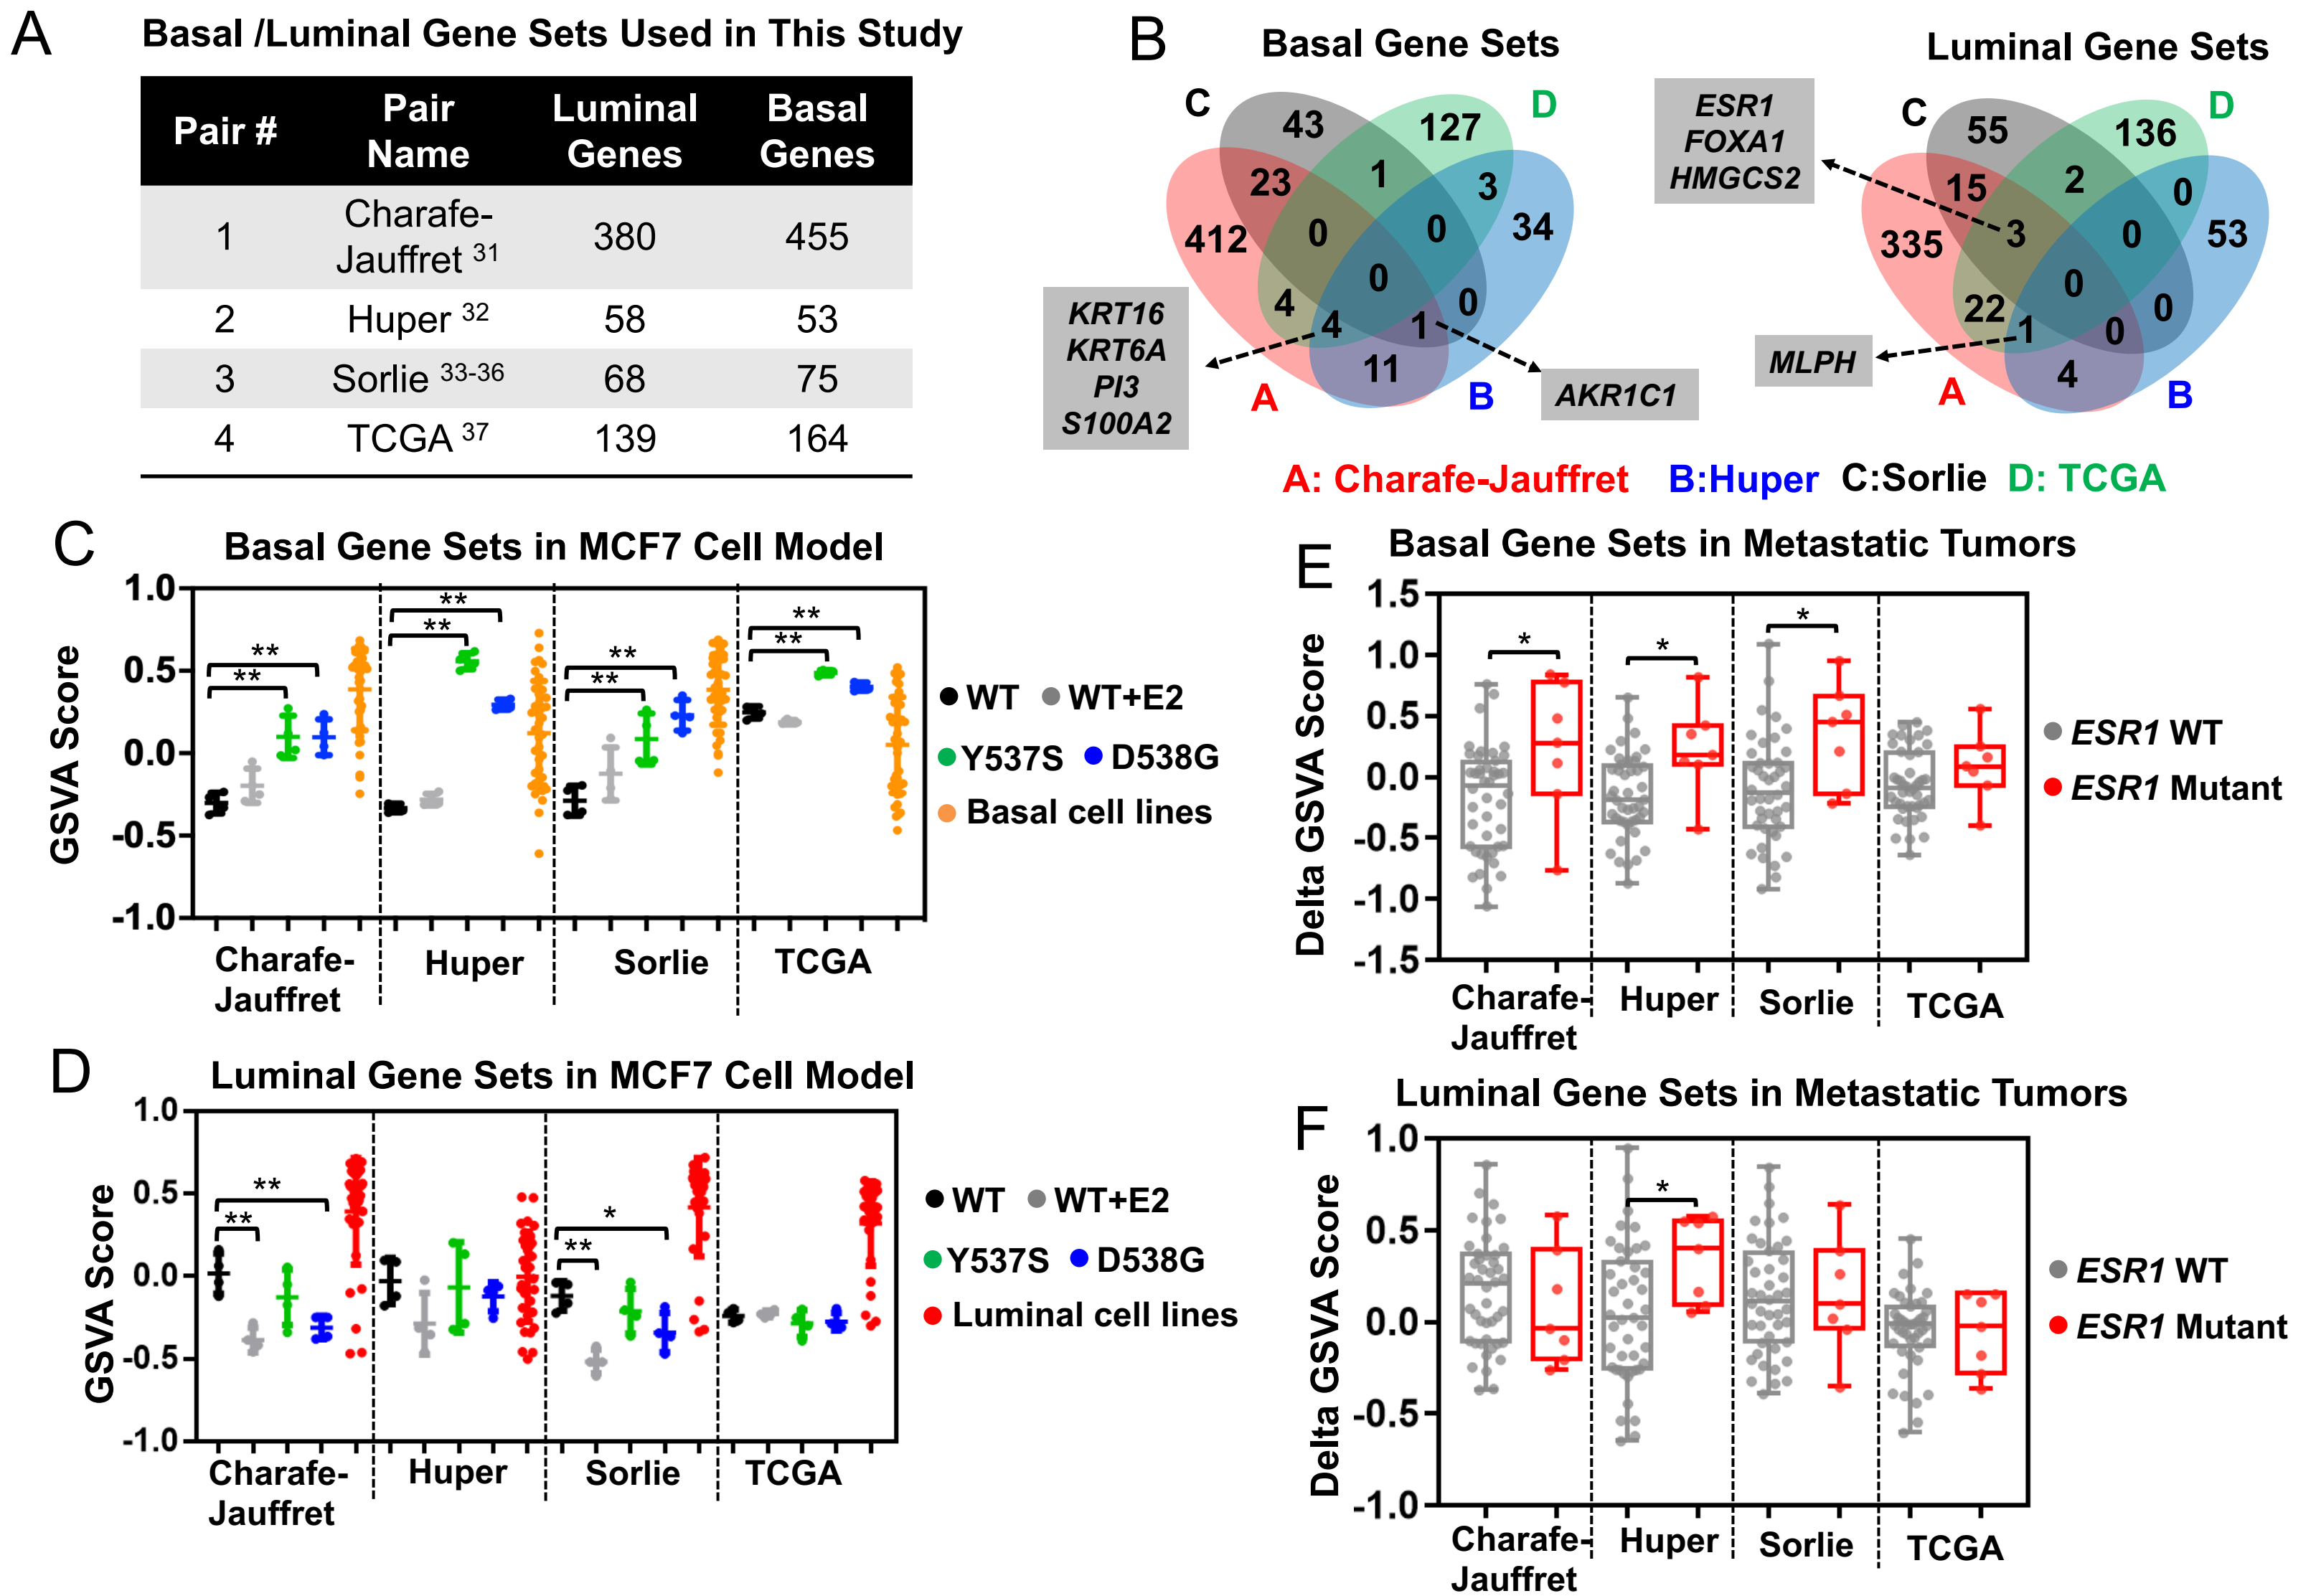 A
Basal /Luminal Gene Sets Used in This Study
Pair # Pair Name Luminal Genes Basal Genes
1 Charafe-Jauffret 31 380 455
2 Huper 32 58 53
3 Sorlie 33-36 68 75
4 TCGA 37 139 164
B
Basal Gene Sets
C
D
43
127
23
1
3
412
0
0
34
0
4
4
1
0
11
A
B
KRT16
KRT6A
PI3
S100A2
AKR1C1
Luminal Gene Sets
ESR1
FOXA1
HMGCS2
C
D
55
136
15
2
0
335
3
0
53
0
22
1
0
0
4
MLPH
A
B
A: Charafe-Jauffret B:Huper C:Sorlie D: TCGA
C
Basal Gene Sets in MCF7 Cell Model
GSVA Score
1.0
0.5
0.0
-0.5
-1.0
** ** ** ** ** ** ** **
Charafe-
Jauffret
Huper
Sorlie
TCGA
WT WT+E2
Y537S D538G
Basal cell lines
D
Luminal Gene Sets in MCF7 Cell Model
GSVA Score
1.0
0.5
0.0
-0.5
-1.0
** ** ** *
Charafe-
Jauffret
Huper
Sorlie
TCGA
WT WT+E2
Y537S D538G
Luminal cell lines
E
Basal Gene Sets in Metastatic Tumors
Delta GSVA Score
1.5
1.0
0.5
0.0
-0.5
-1.0
-1.5
* * *
Charafe-
Jauffret
Huper
Sorlie
TCGA
ESR1 WT
ESR1 Mutant
F
Luminal Gene Sets in Metastatic Tumors
Delta GSVA Score
1.0
0.5
0.0
-0.5
-1.0
*
Charafe-
Jauffret
Huper
Sorlie
TCGA
ESR1 WT
ESR1 Mutant